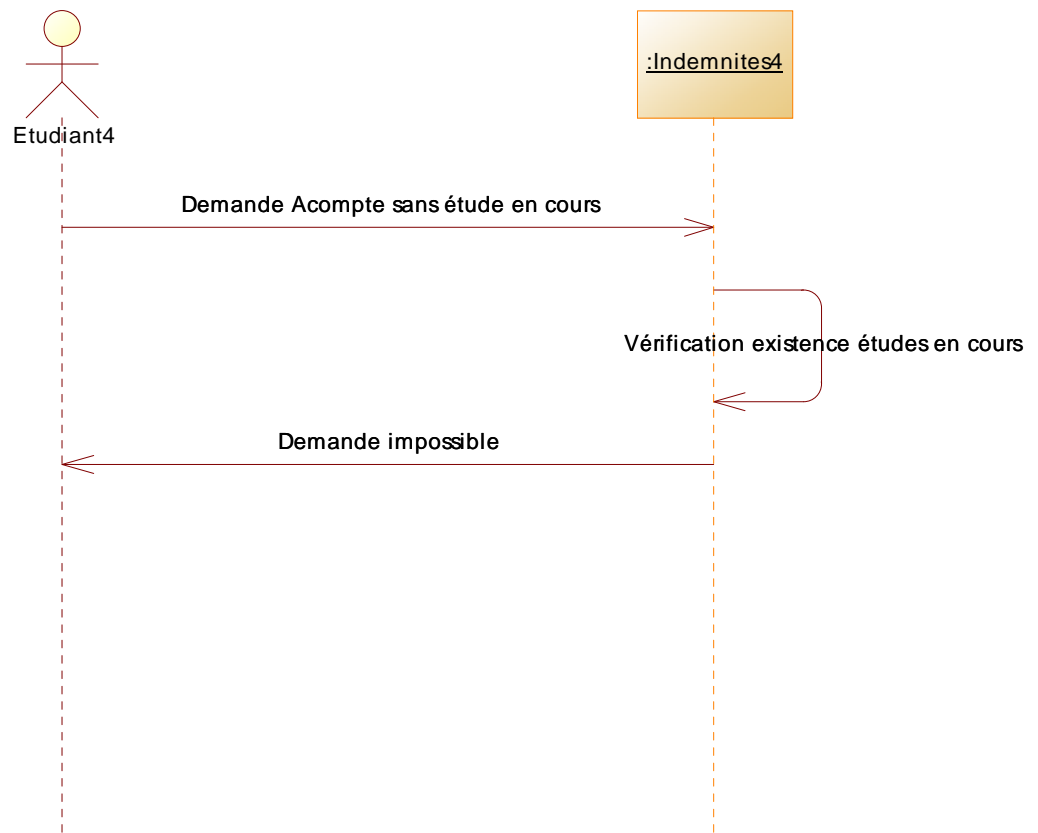 :Indemnites4
Etudiant4
Demande Acompte sans étude en cours
Vérification existence études en cours
Demande impossible